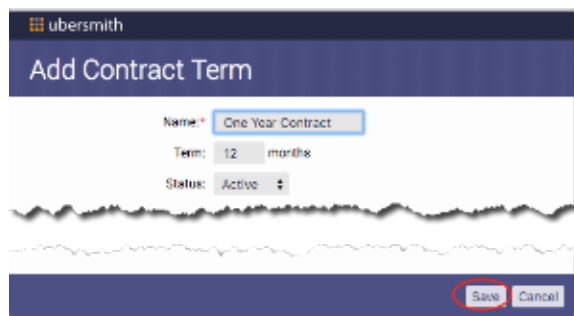 ubersmith
Add Contract Term
Name:* One Year Contract
Term: 12 months
Status: Active
Save Cancel